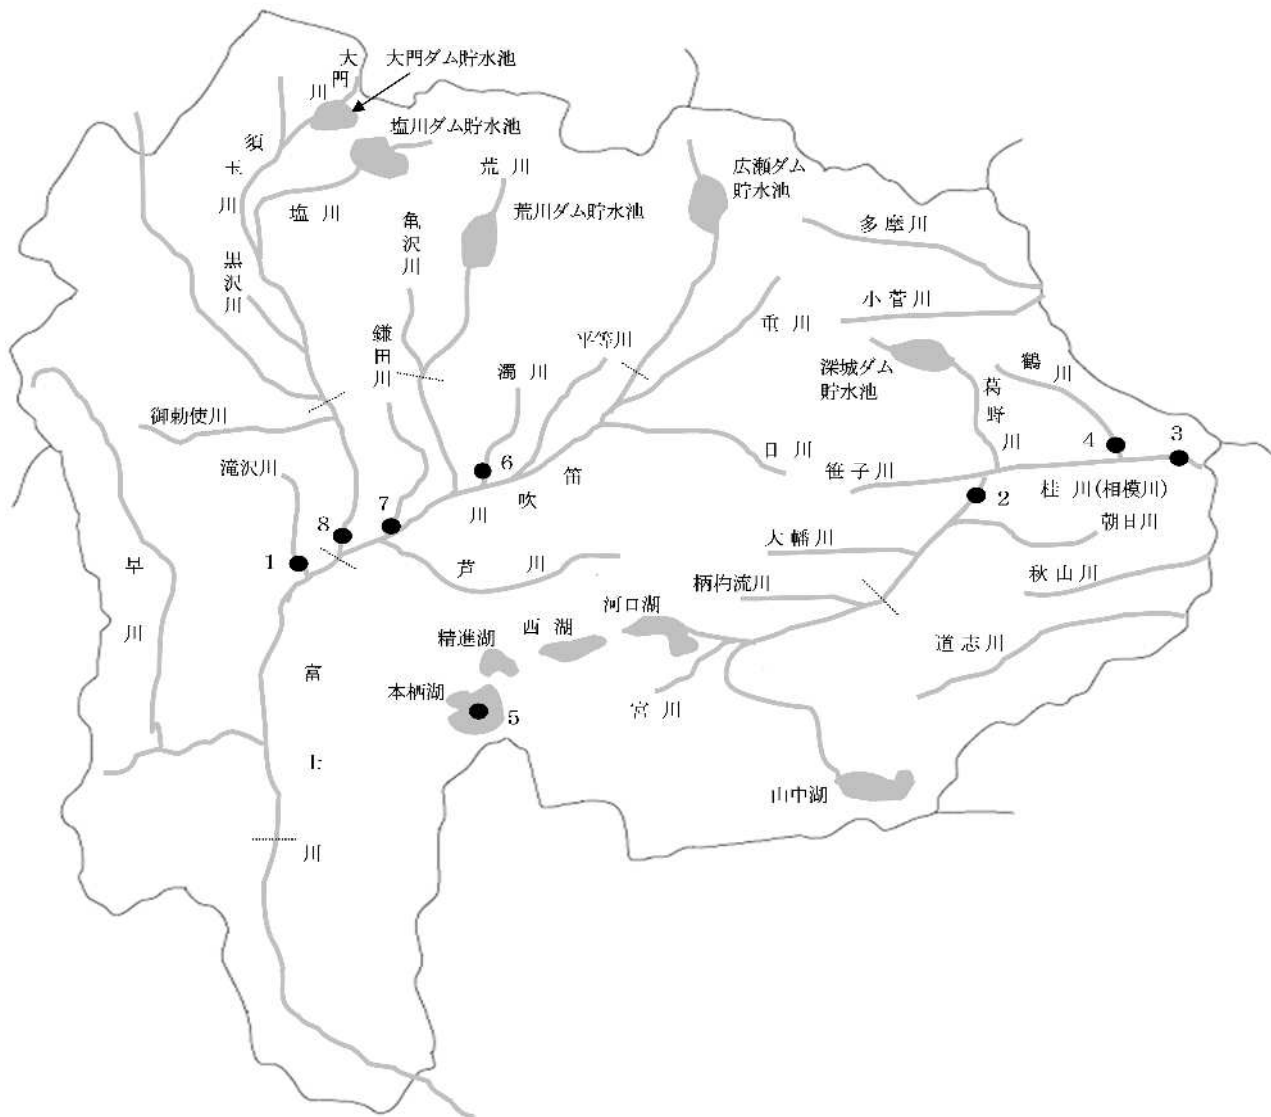 大門川
大門ダム貯水池
塩川ダム貯水池
須玉川
塩川
荒川
荒川ダム貯水池
亀沢川
黒沢川
広瀬ダム
貯水池
多摩川
小菅川
重川
平等川
鎌田川
濁川
深城ダム
貯水池
鶴川
葛野川
御勅使川
滝沢川
日川
笹子川
桂川(相模川)
朝日川
笛吹川
大幡川
秋山川
芦川
柄杓流川
河口湖
西湖
精進湖
本栖湖
道志川
宮川
山中湖
早川
富士川
1
2
3
4
5
6
7
8